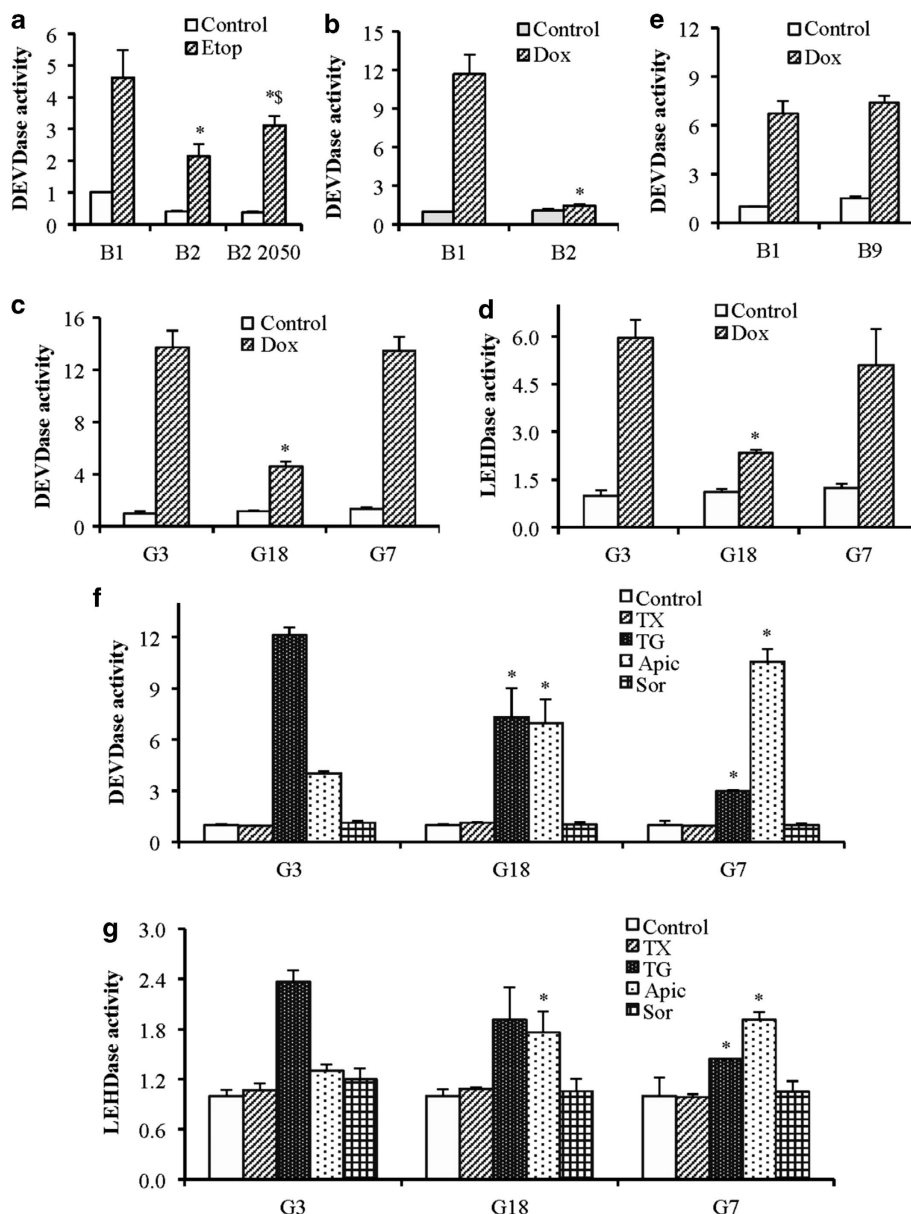 a
Control
Etop
DEVDase activity
6
5
4
3
2
1
0
*
*$
B1 B2 B2 2050
b
Control
Dox
DEVDase activity
15
12
9
6
3
0
*
B1 B2
e
Control
Dox
DEVDase activity
12
9
6
3
0
B1 B9
c
Control
Dox
DEVDase activity
16
12
8
4
0
*
G3 G18 G7
d
Control
Dox
LEHDase activity
6.0
4.5
3.0
1.5
0.0
*
G3 G18 G7
f
Control
TX
TG
Apic
Sor
DEVDase activity
12
9
6
3
0
* * * *
G3 G18 G7
g
Control
TX
TG
Apic
Sor
LEHDase activity
3.0
2.4
1.8
1.2
0.6
0.0
* * *
G3 G18 G7